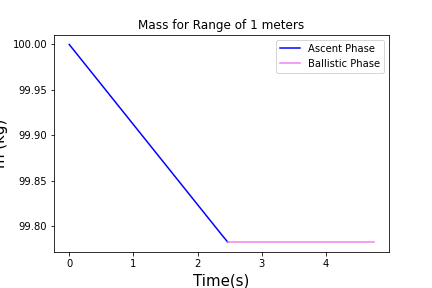 Mass for Range of 1 meters
100.00
99.95
99.90
99.85
99.80
(kg)
Ascent Phase
Ballistic Phase
0
1
2
3
4
Time(s)